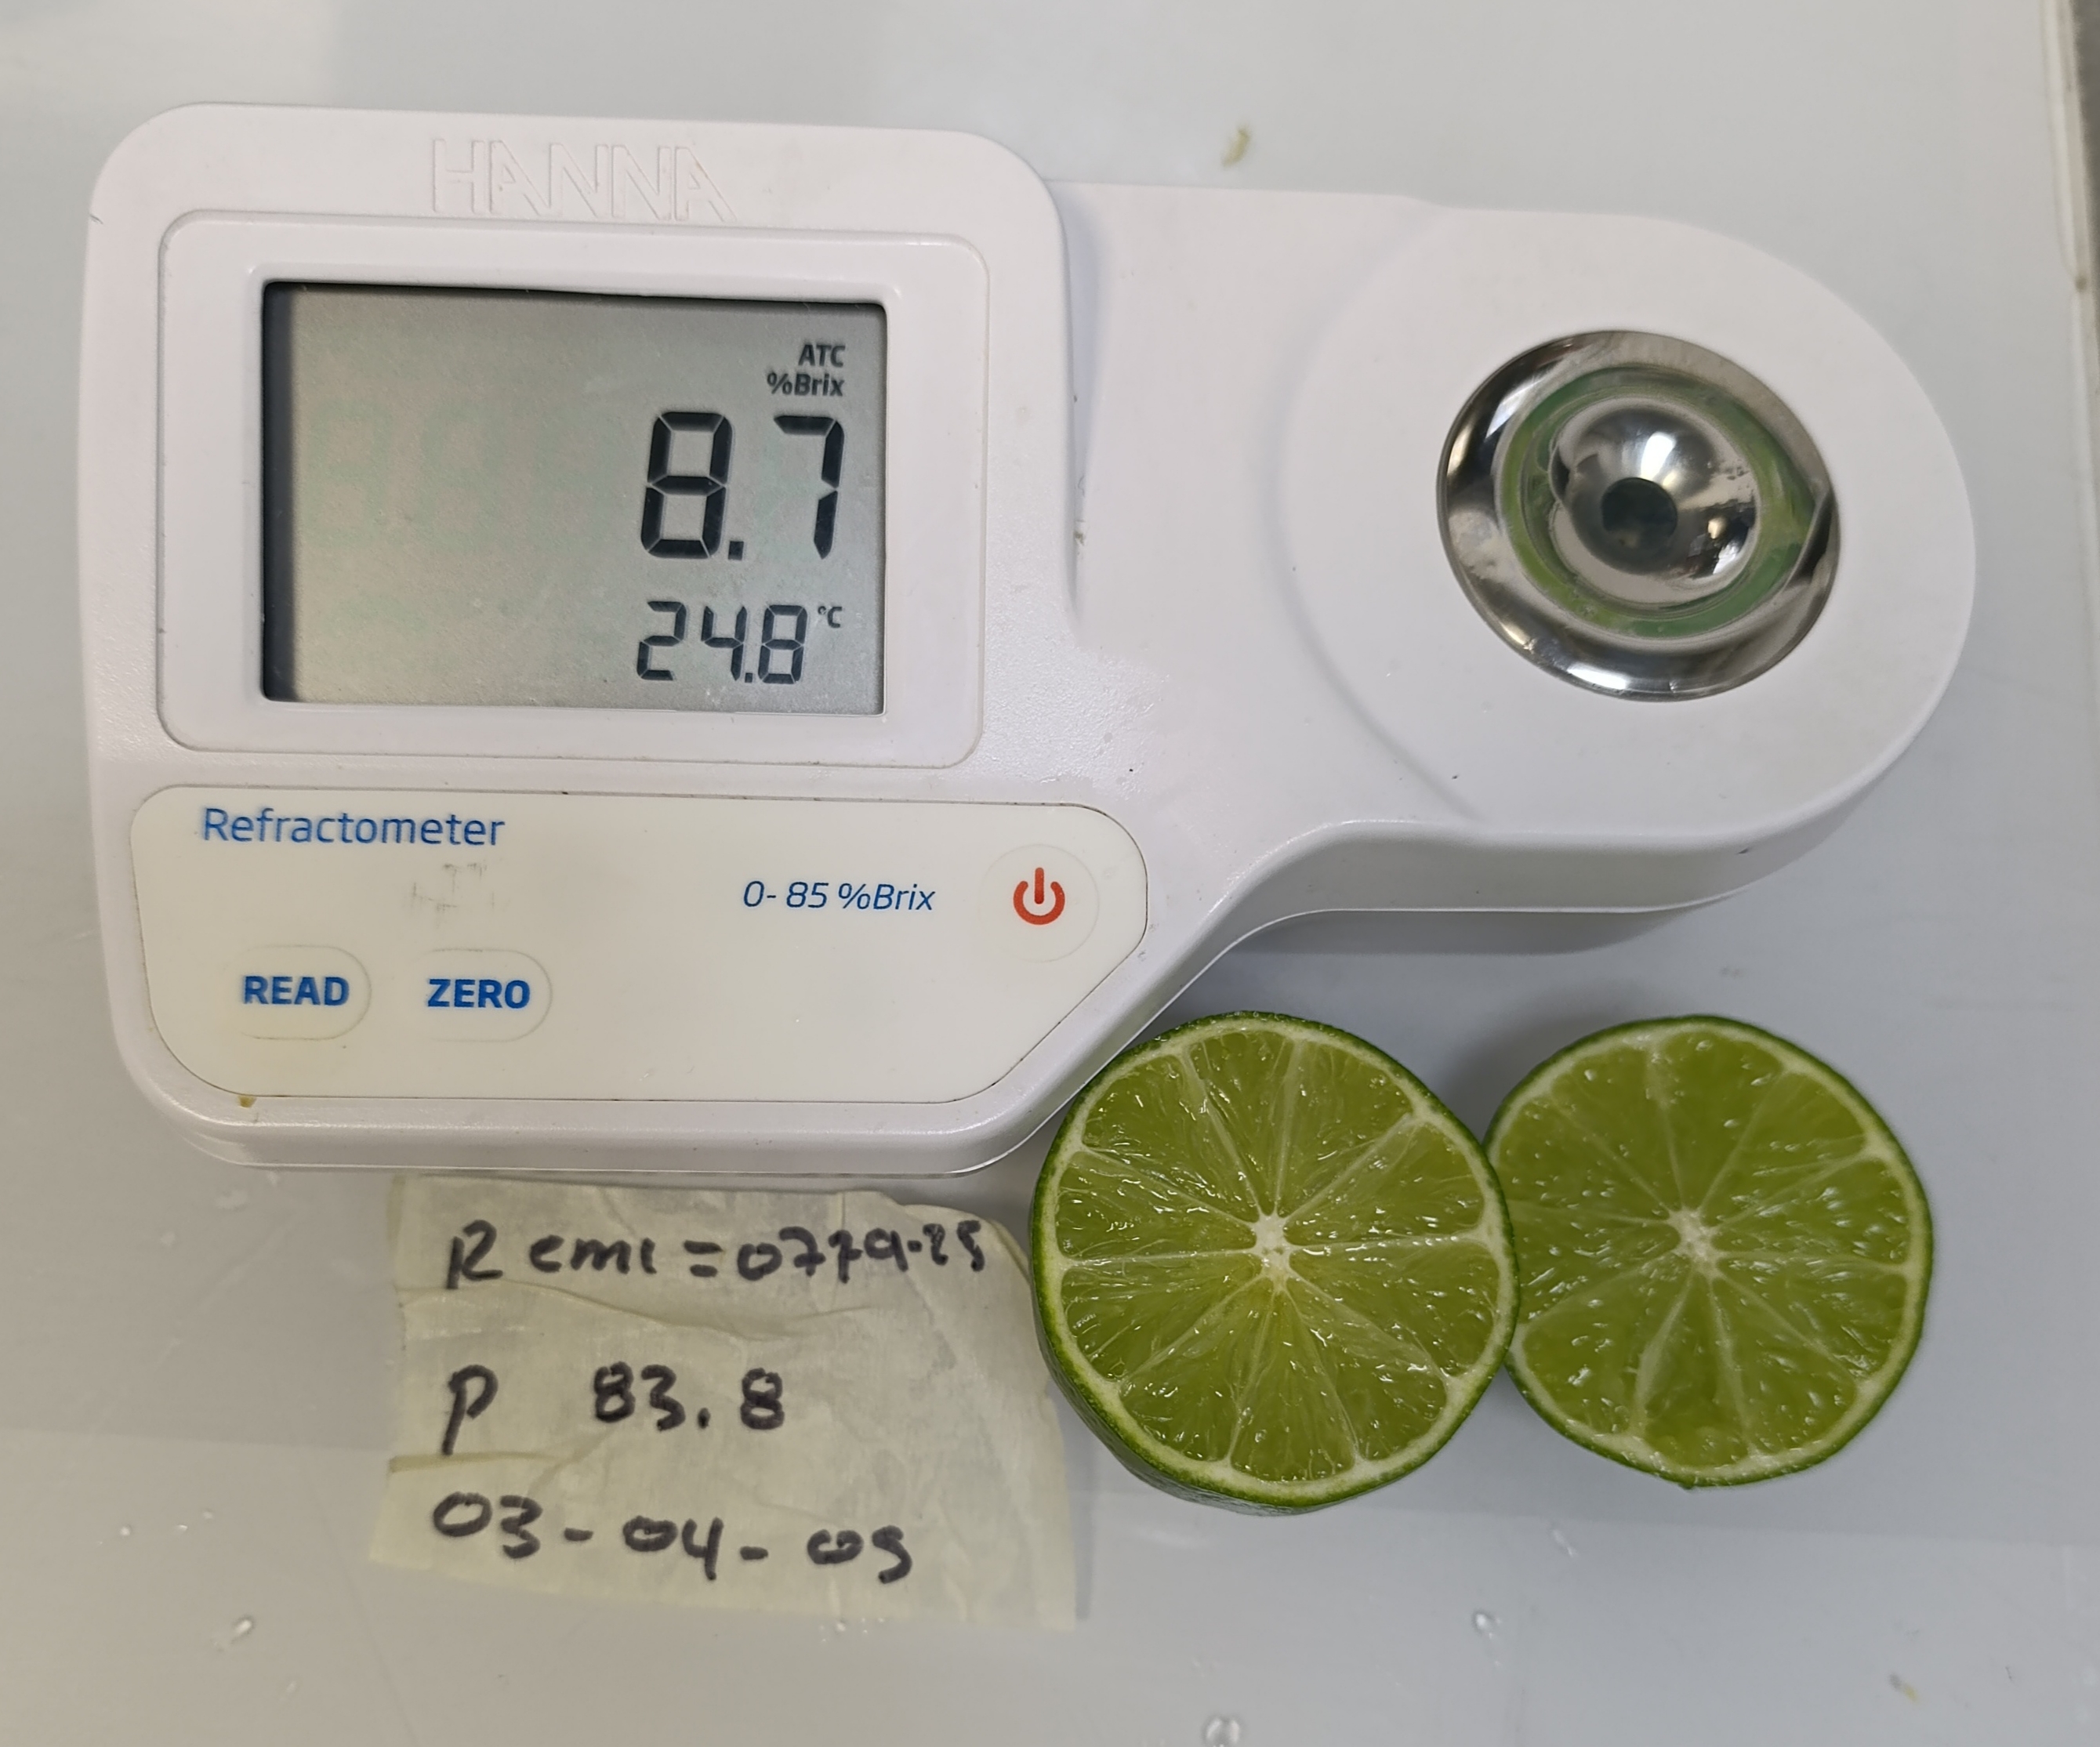 HANNA
ATC
%Brix
8.7
24.8 °C
Refractometer
0-85 %Brix
READ ZERO
R emi = 0779-25
P 83.8
03-04-05